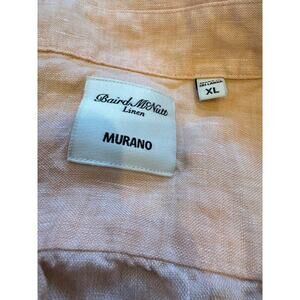 Baird McNutt
Linen
MURANO
XL